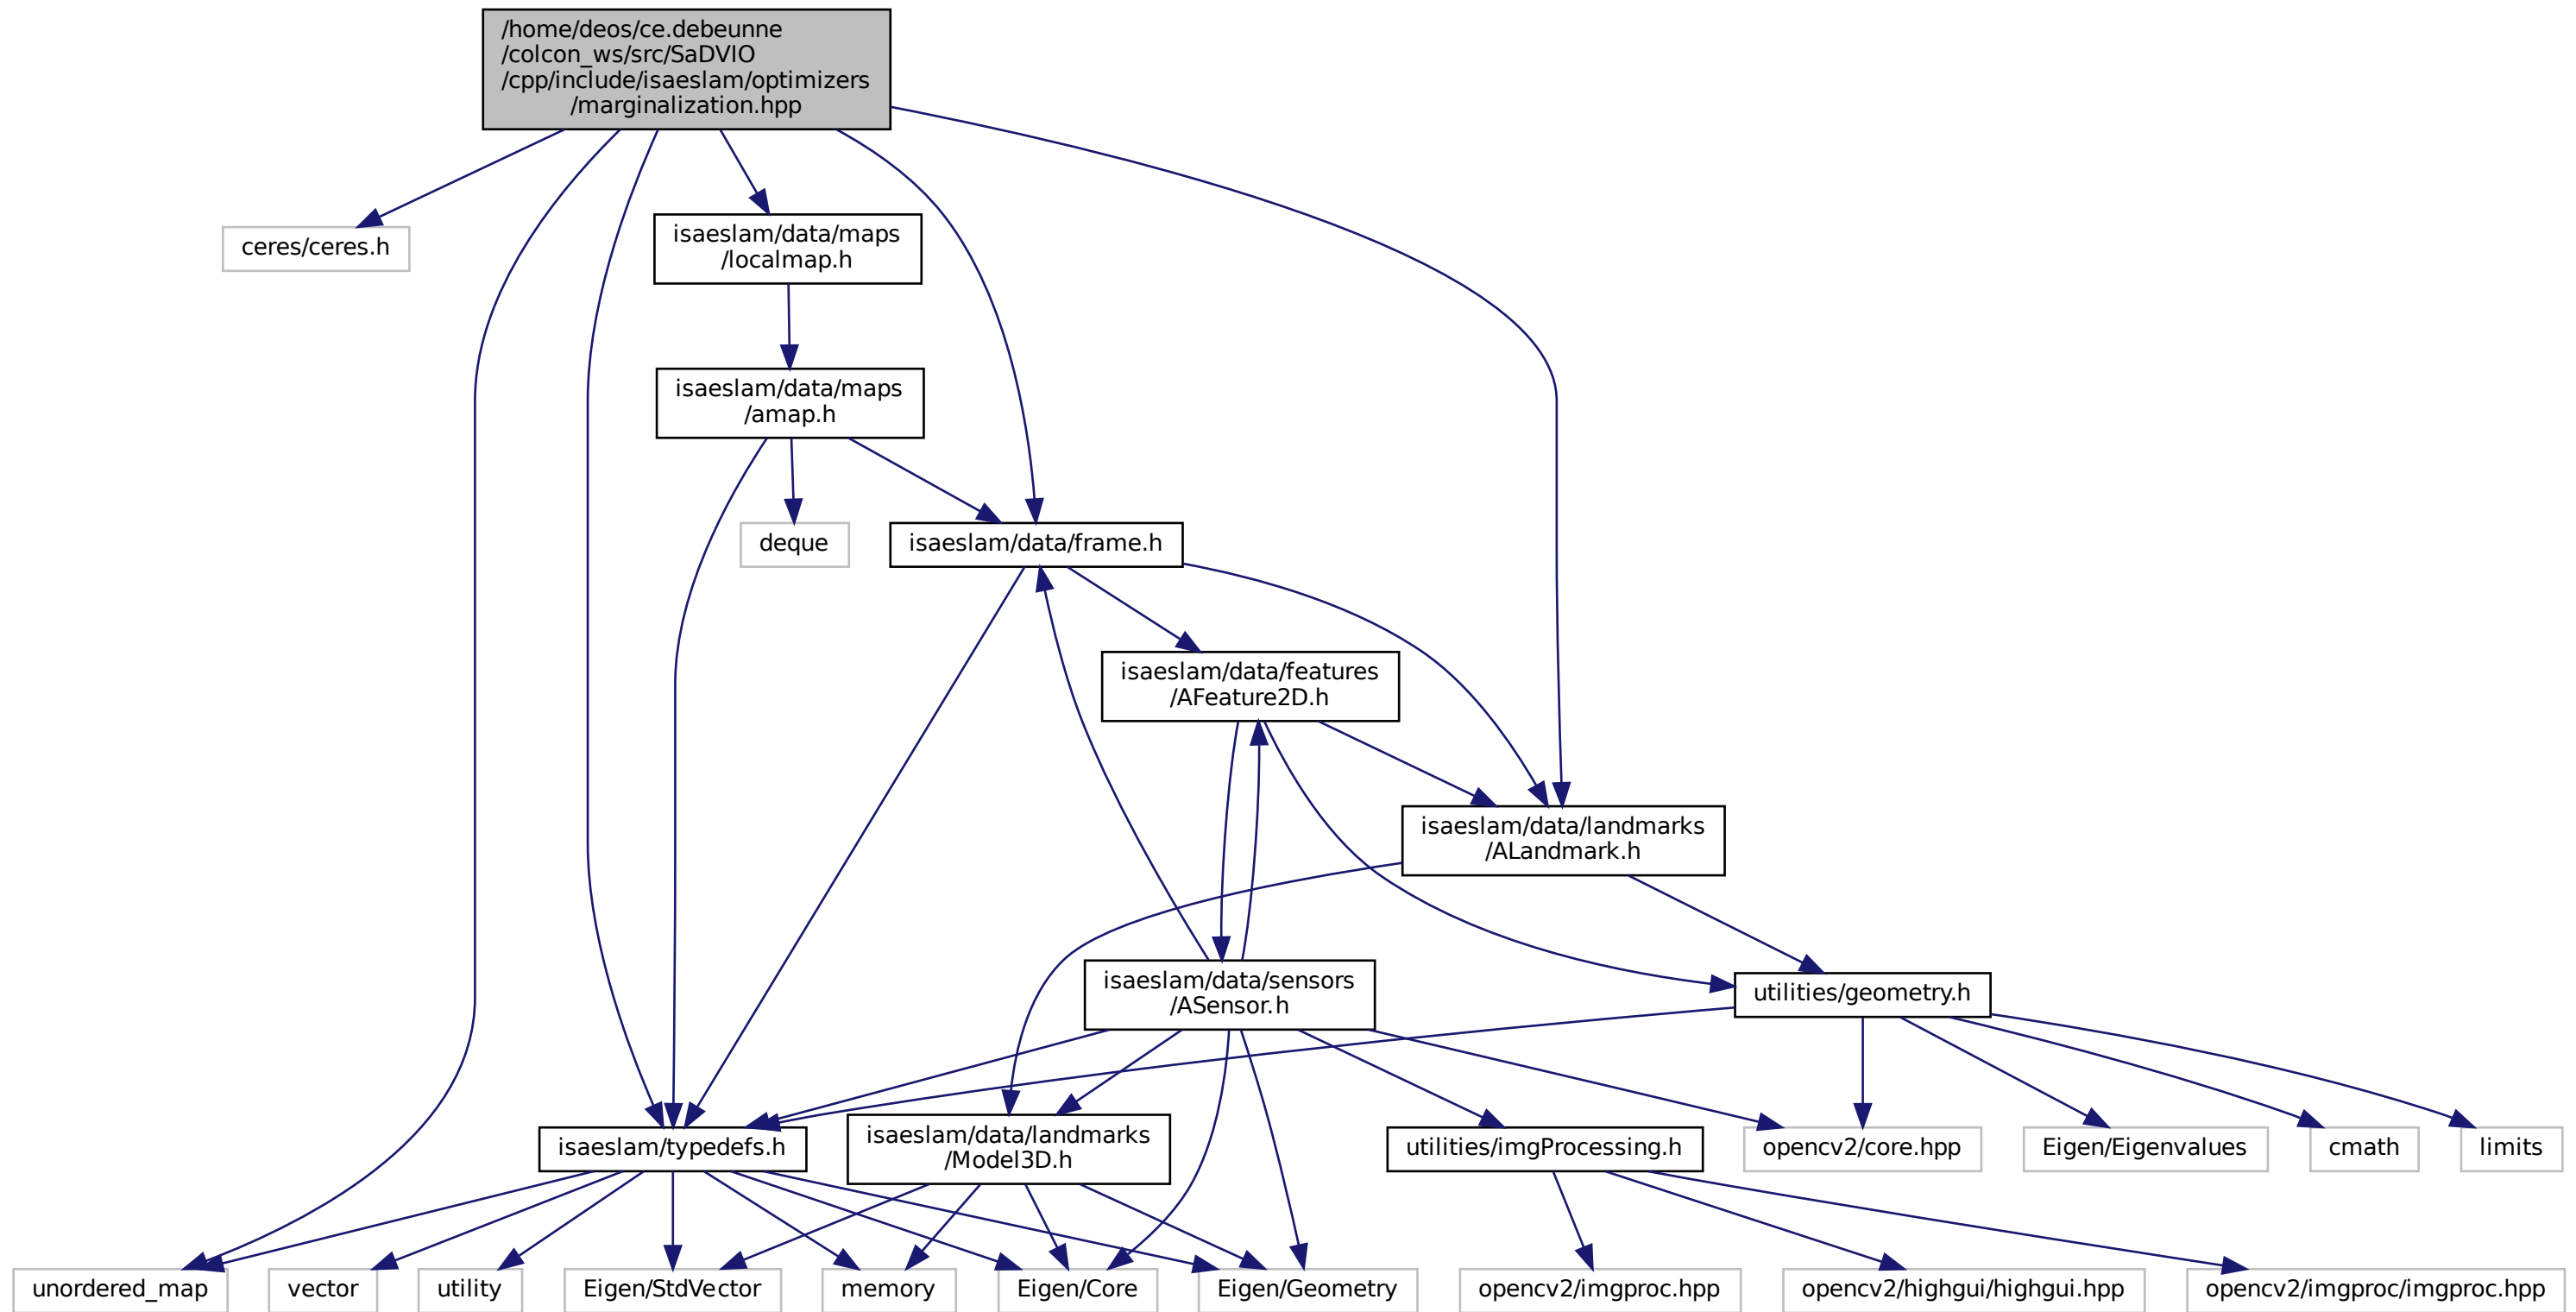 /home/deos/ce.debeunne
/colcon_ws/src/SaDVIO
/cpp/include/isaeslam/optimizers
/marginalization.hpp
ceres/ceres.h
isaeslam/data/maps
/localmap.h
isaeslam/data/maps
/amap.h
deque
isaeslam/data/frame.h
isaeslam/data/features
/AFeature2D.h
isaeslam/data/landmarks
/ALandmark.h
isaeslam/data/sensors
/ASensor.h
utilities/geometry.h
isaeslam/typedefs.h
isaeslam/data/landmarks
/Model3D.h
utilities/imgProcessing.h
opencv2/core.hpp
Eigen/Eigenvalues
cmath
limits
unordered_map
vector
utility
Eigen/StdVector
memory
Eigen/Core
Eigen/Geometry
opencv2/imgproc.hpp
opencv2/highgui/highgui.hpp
opencv2/imgproc/imgproc.hpp